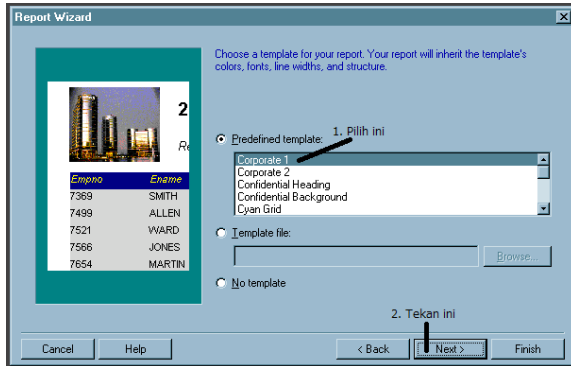 Report Wizard
Choose a template for your report. Your report will inherit the template's
colors, fonts, line widths, and structure.
2
Re
Empno Ename
7369 SMITH
7499 ALLEN
7521 WARD
7566 JONES
7654 MARTIN
1. Pilih ini
Predefined template:
Corporate 1
Corporate 2
Confidential Heading
Confidential Background
Cyan Grid
Template file:
Browse...
No template
2. Tekan ini
Cancel
Help
< Back
Next >
Finish